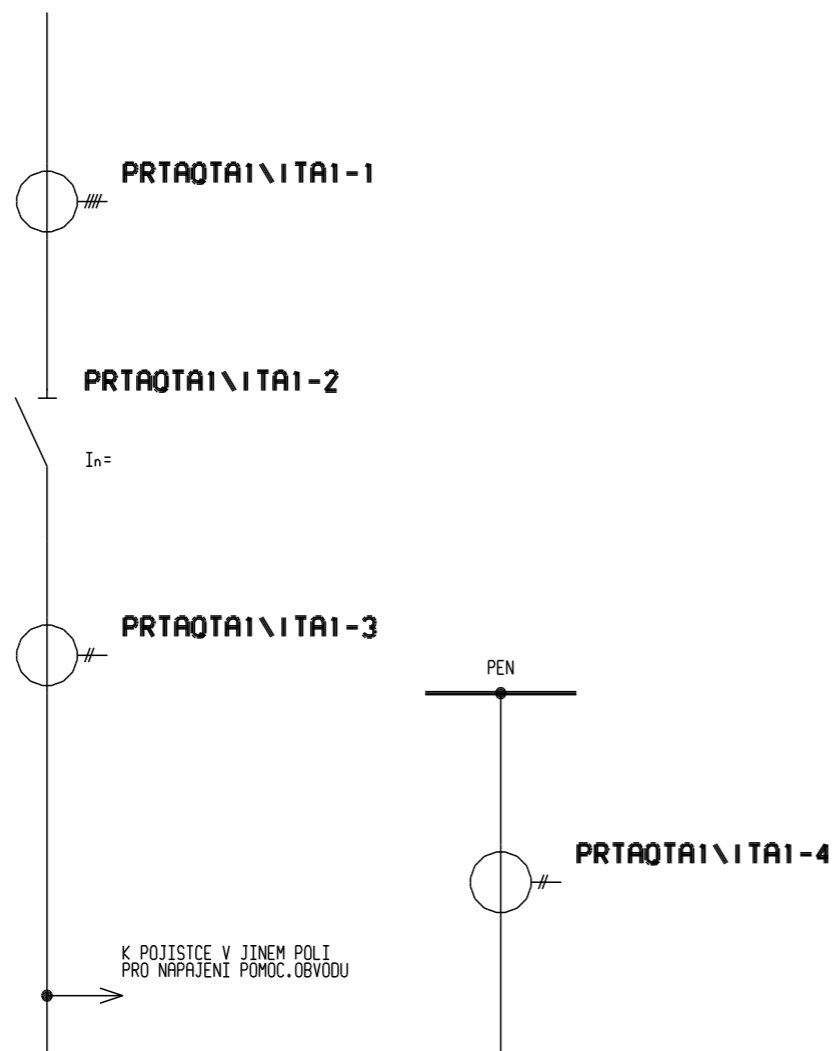 PRTAQTA1\ITA1-1
PRTAQTA1\ITA1-2
In=
PRTAQTA1\ITA1-3
PEN
PRTAQTA1\ITA1-4
K POJISTCE V JINEM POLI
PRO NAPAJENI POMOC.OBVODU